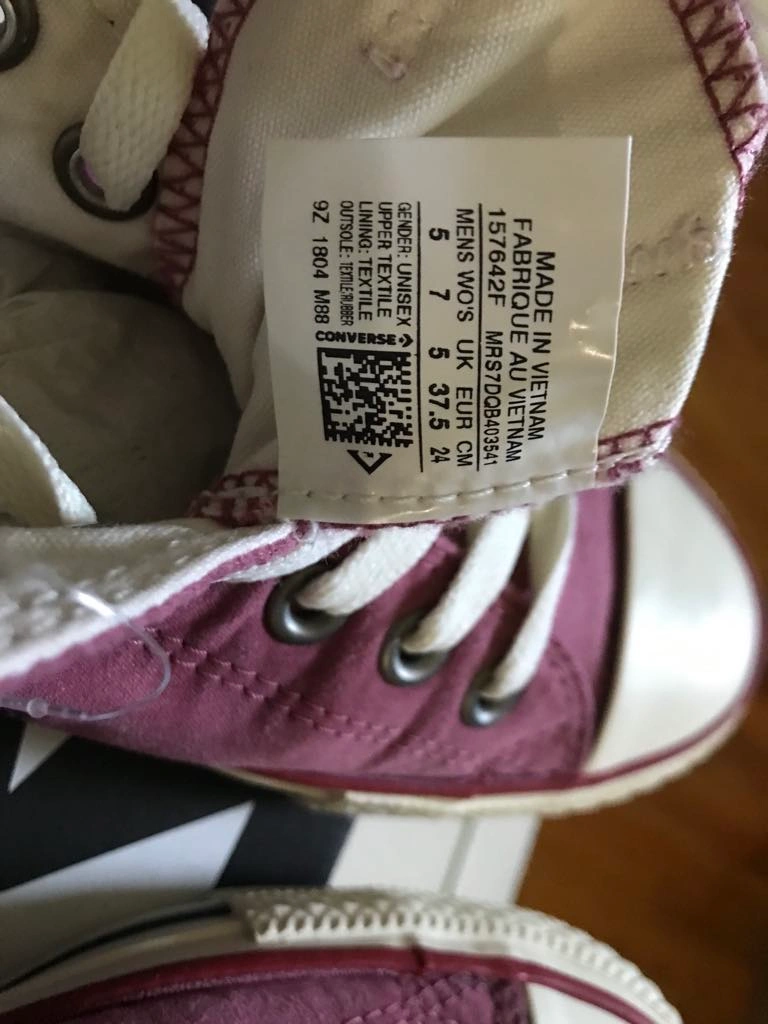 MADE IN VIETNAM
FABRIQUE AU VIETNAM
157642F MRS7DQB403541
MENS WO'S UK EUR CM
5 7 5 37.5 24
GENDER: UNISEX
UPPER TEXTILE
LINING: TEXTILE
OUTSOLE: TEXTILE/RUBBER
9Z 1804 M88
CONVERSE